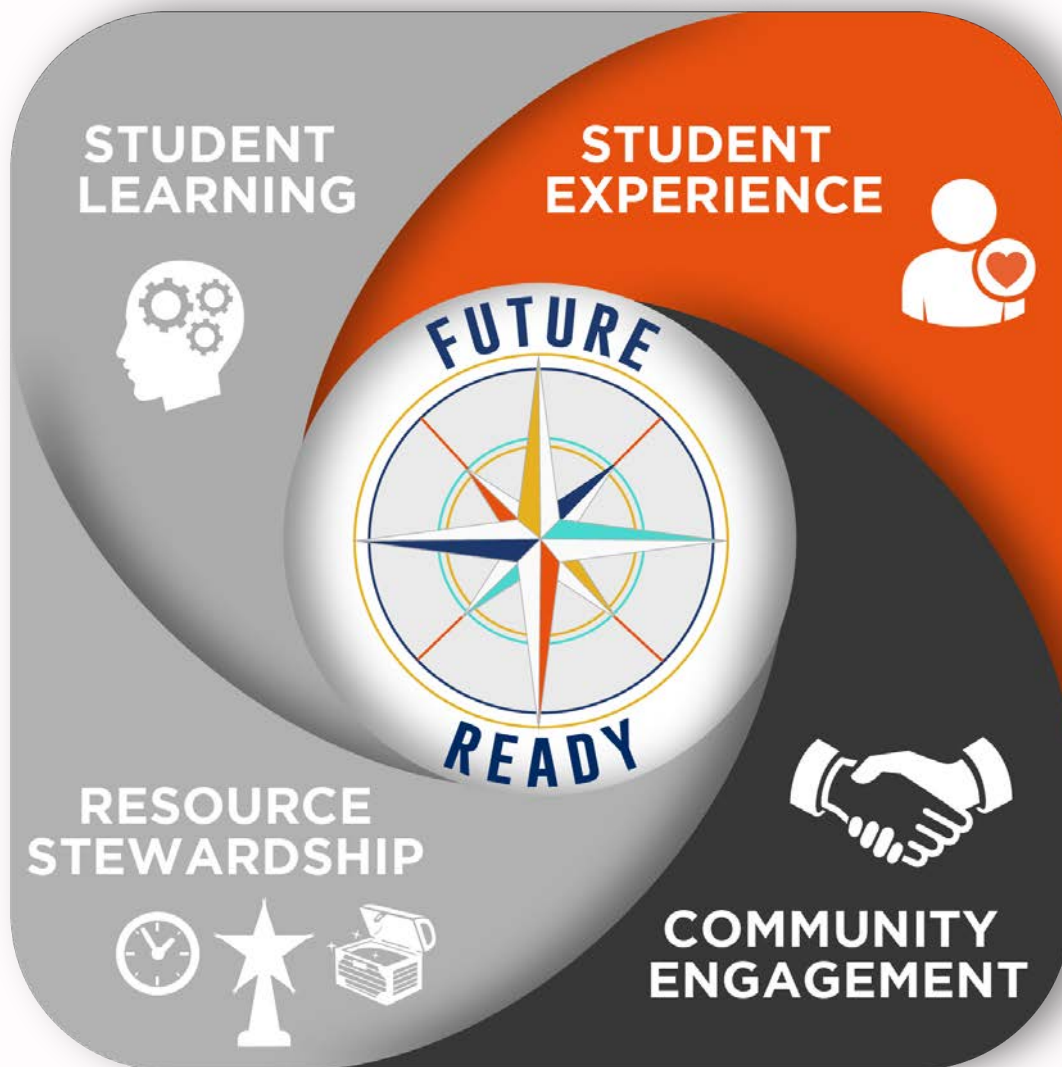 STUDENT
LEARNING
STUDENT
EXPERIENCE
FUTURE
READY
RESOURCE
STEWARDSHIP
COMMUNITY
ENGAGEMENT